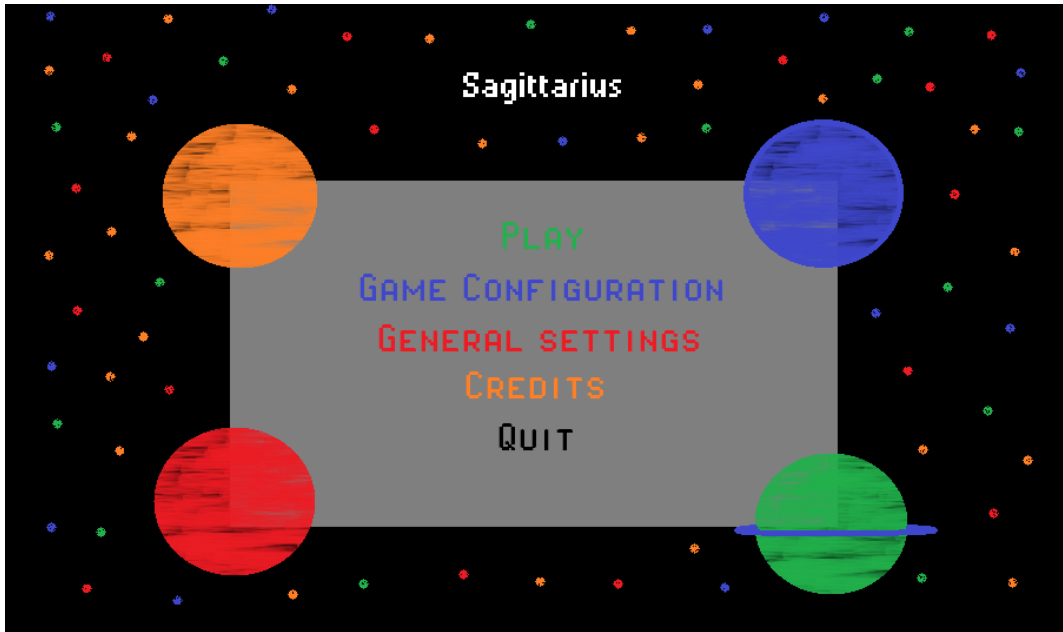 Sagittarius
Play
Game Configuration
General settings
Credits
Quit